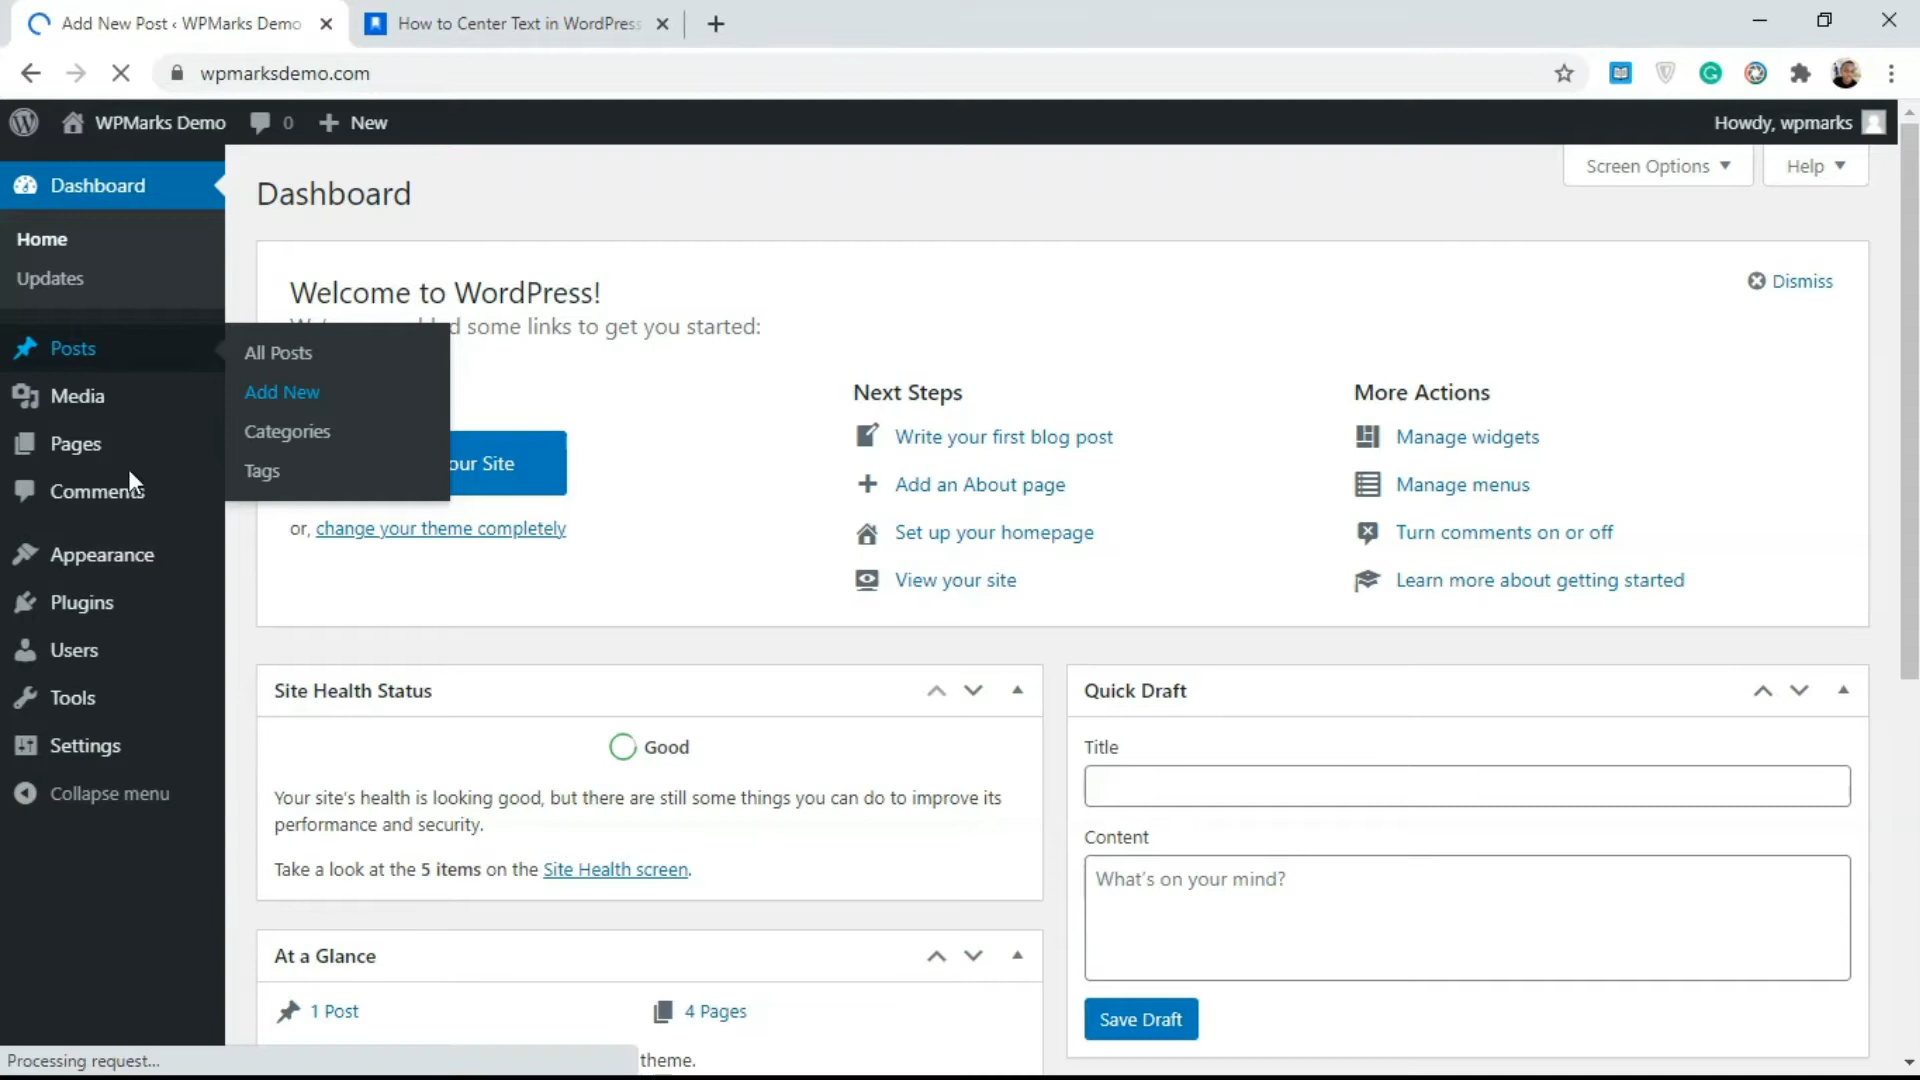 Add New Post ‹ WPMarks Demo
How to Center Text in WordPress
wpmarksdemo.com
WPMarks Demo
0
New
Howdy, wpmarks
Screen Options
Help
Dashboard
Home
Updates
Posts
Media
Pages
Comments
Appearance
Plugins
Users
Tools
Settings
Collapse menu
All Posts
Add New
Categories
Tags
Dashboard
Welcome to WordPress!
Dismiss
some links to get you started:
our Site
or, change your theme completely
Next Steps
Write your first blog post
Add an About page
Set up your homepage
View your site
More Actions
Manage widgets
Manage menus
Turn comments on or off
Learn more about getting started
Site Health Status
Good
Your site's health is looking good, but there are still some things you can do to improve its
performance and security.
Take a look at the 5 items on the Site Health screen.
At a Glance
1 Post
4 Pages
theme.
Quick Draft
Title
Content
What's on your mind?
Save Draft
Processing request...